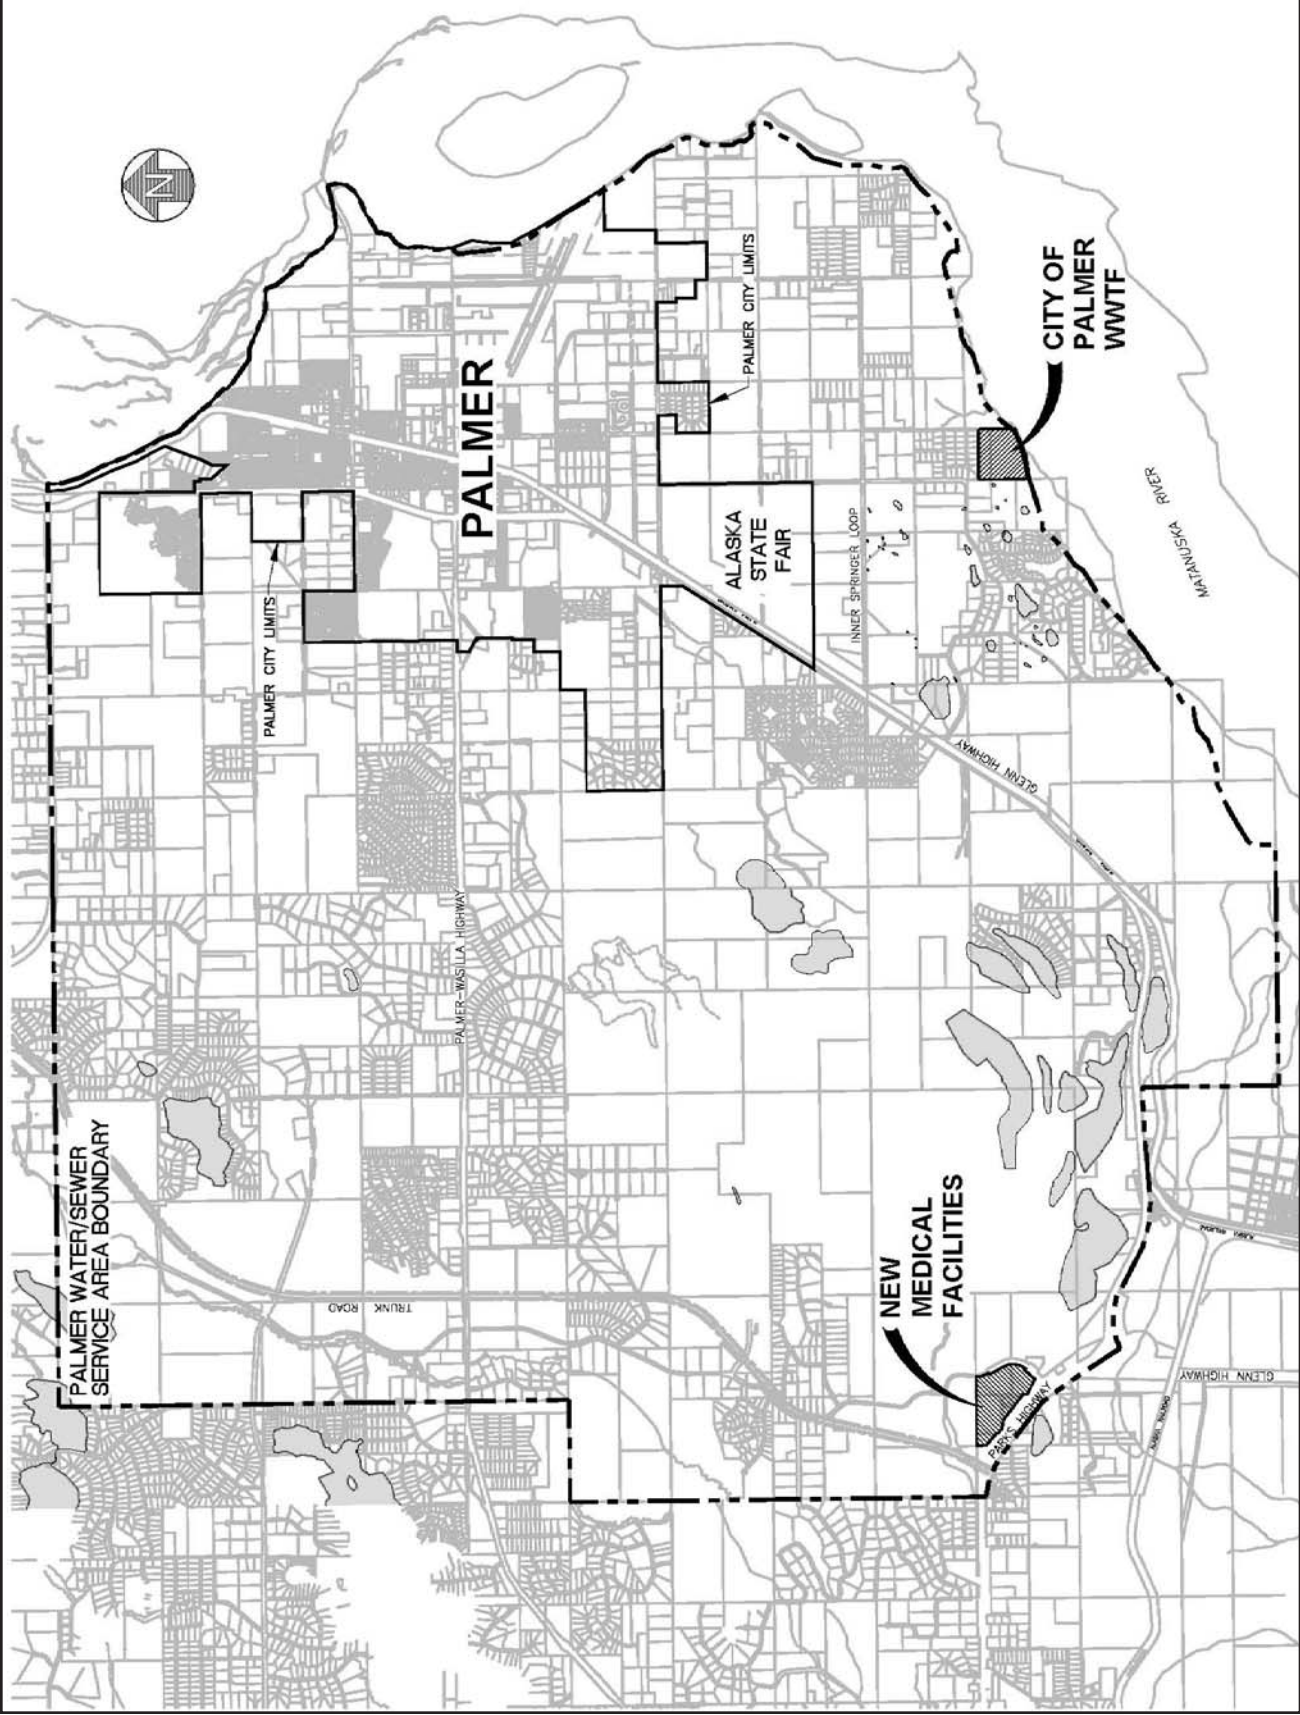 N
PALMER WATER/SEWER
SERVICE AREA BOUNDARY
PALMER CITY LIMITS
TRUNK ROAD
PALMER-WASILLA HIGHWAY
PALMER
Golf
PALMER CITY LIMITS
ALASKA
STATE
FAIR
INNER SPRINGER LOOP
GLENN HIGHWAY
NEW
MEDICAL
FACILITIES
PARKS HIGHWAY
CITY OF
PALMER
WWTF
MATANUSKA RIVER
GLENN HIGHWAY